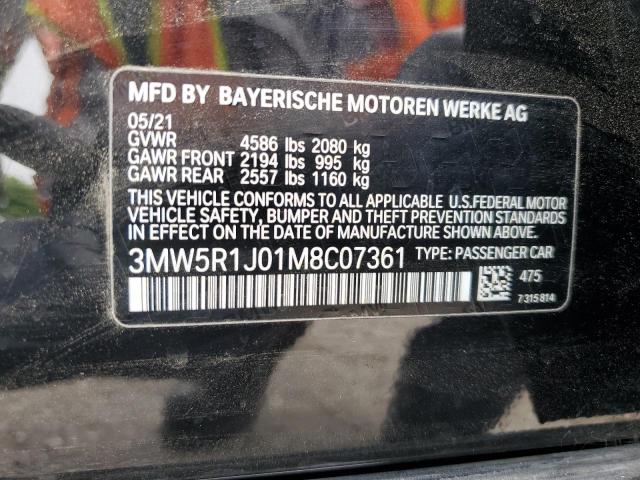 MFD BY BAYERISCHE MOTOREN WERKE AG
05/21
GVWR 4586 lbs 2080 kg
GAWR FRONT 2194 lbs 995 kg
GAWR REAR 2557 lbs 1160 kg
THIS VEHICLE CONFORMS TO ALL APPLICABLE U.S.FEDERAL MOTOR
VEHICLE SAFETY, BUMPER AND THEFT PREVENTION STANDARDS
IN EFFECT ON THE DATE OF MANUFACTURE SHOWN ABOVE.
3MW5R1J01M8C07361 TYPE: PASSENGER CAR
475
7315814